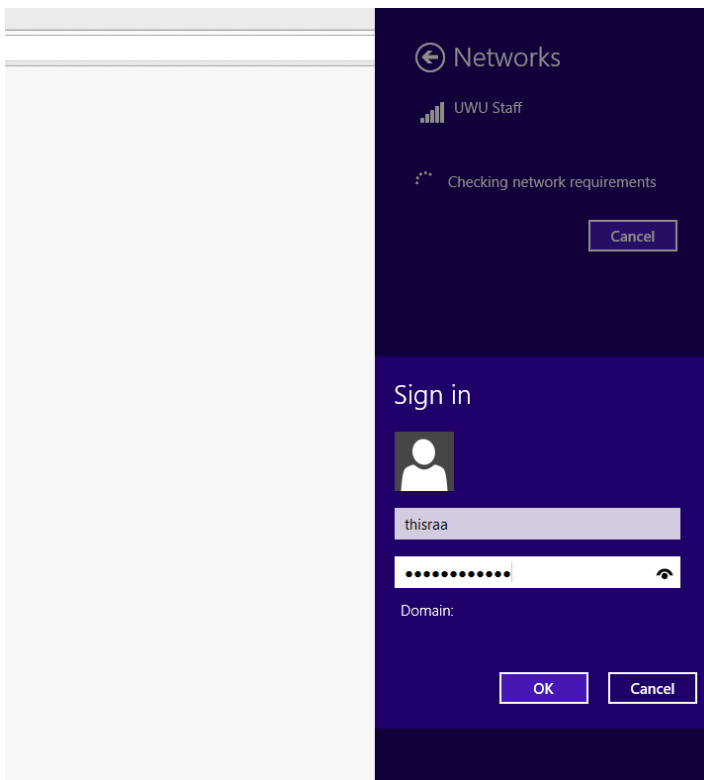 Networks
UWU Staff
Checking network requirements
Cancel
Sign in
thisraa
••••••••••••
Domain:
OK
Cancel